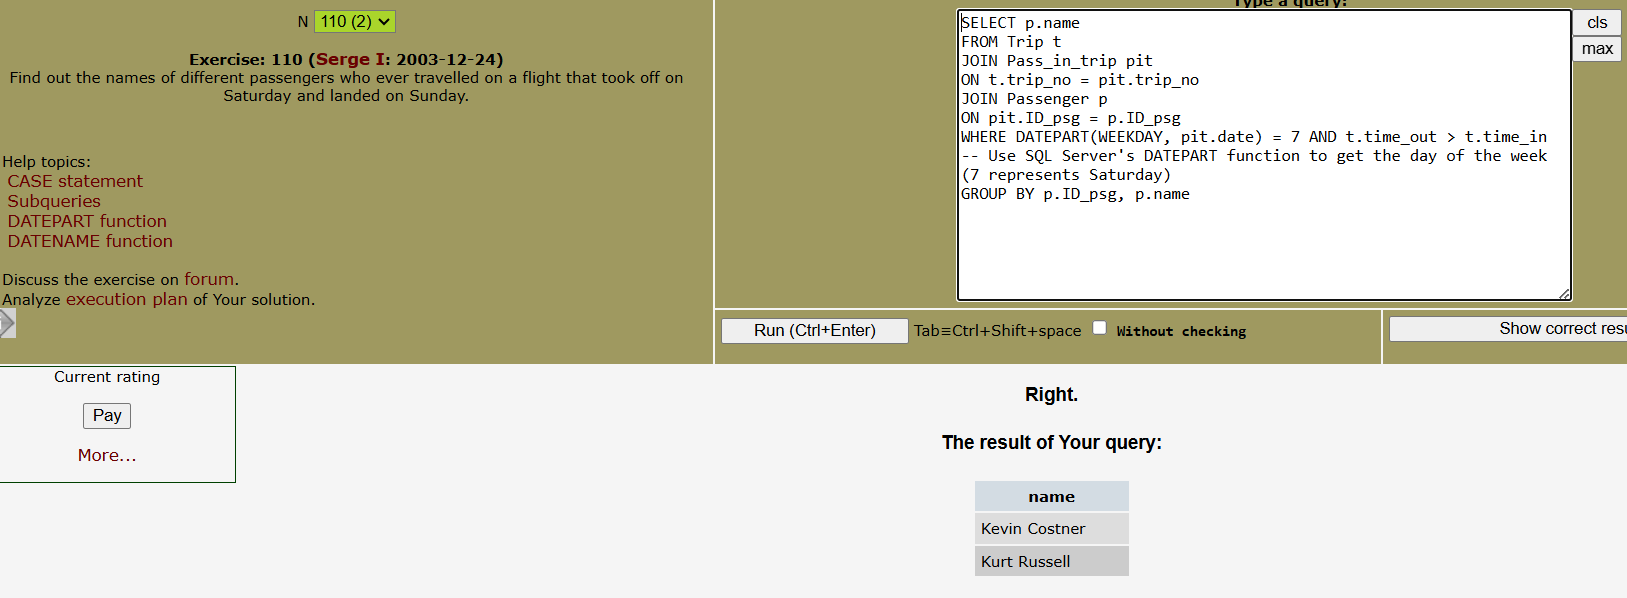 N 110 (2)
Exercise: 110 (Serge I: 2003-12-24)
Find out the names of different passengers who ever travelled on a flight that took off on
Saturday and landed on Sunday.
Help topics:
CASE statement
Subqueries
DATEPART function
DATENAME function
Discuss the exercise on forum.
Analyze execution plan of Your solution.
Type a query:
SELECT p.name
FROM Trip t
JOIN Pass_in_trip pit
ON t.trip_no = pit.trip_no
JOIN Passenger p
ON pit.ID_psg = p.ID_psg
WHERE DATEPART(WEEKDAY, pit.date) = 7 AND t.time_out > t.time_in
-- Use SQL Server's DATEPART function to get the day of the week
(7 represents Saturday)
GROUP BY p.ID_psg, p.name
cls
max
Run (Ctrl+Enter) Tab≡Ctrl+Shift+space Without checking
Show correct resu
Current rating
Pay
More...
Right.
The result of Your query:
name
Kevin Costner
Kurt Russell